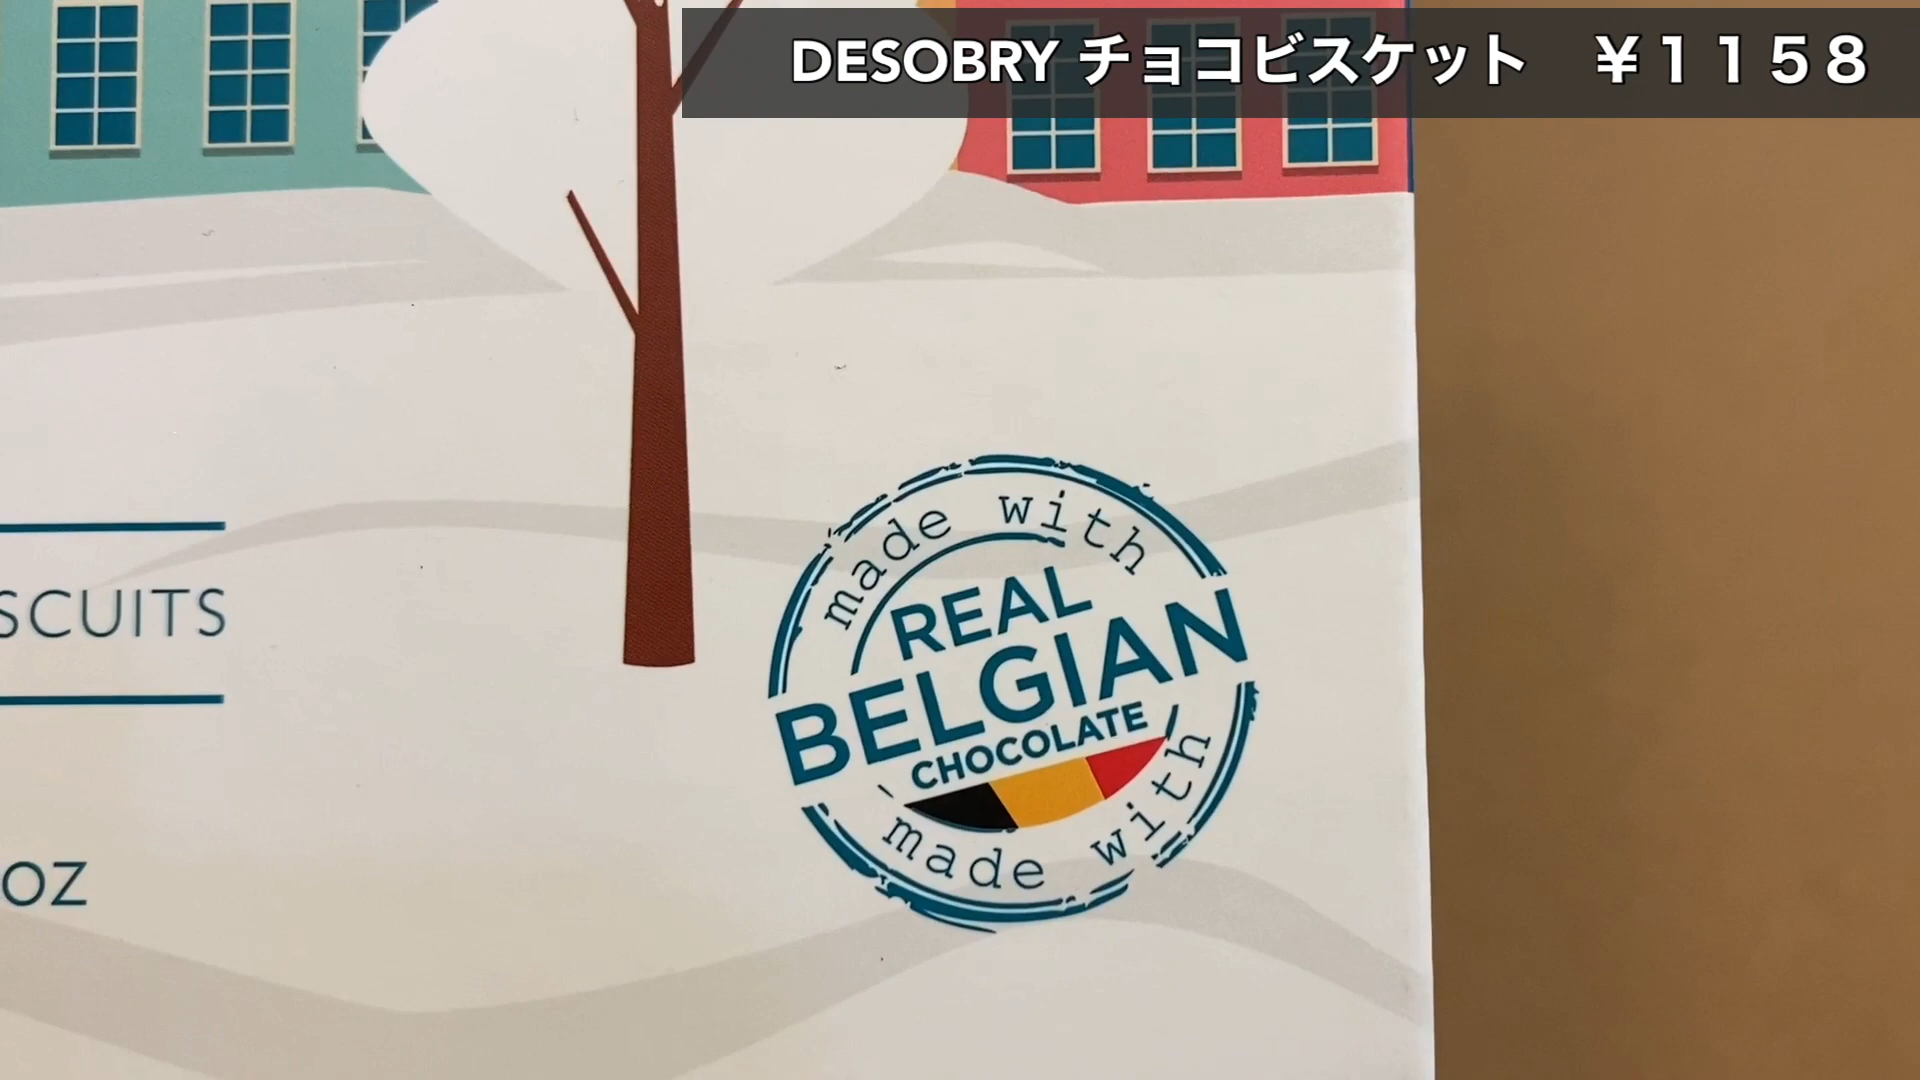 DESOBRY チョコビスケット　￥１１５８
made with
REAL
BELGIAN
CHOCOLATE
made with
SCUITS
OZ